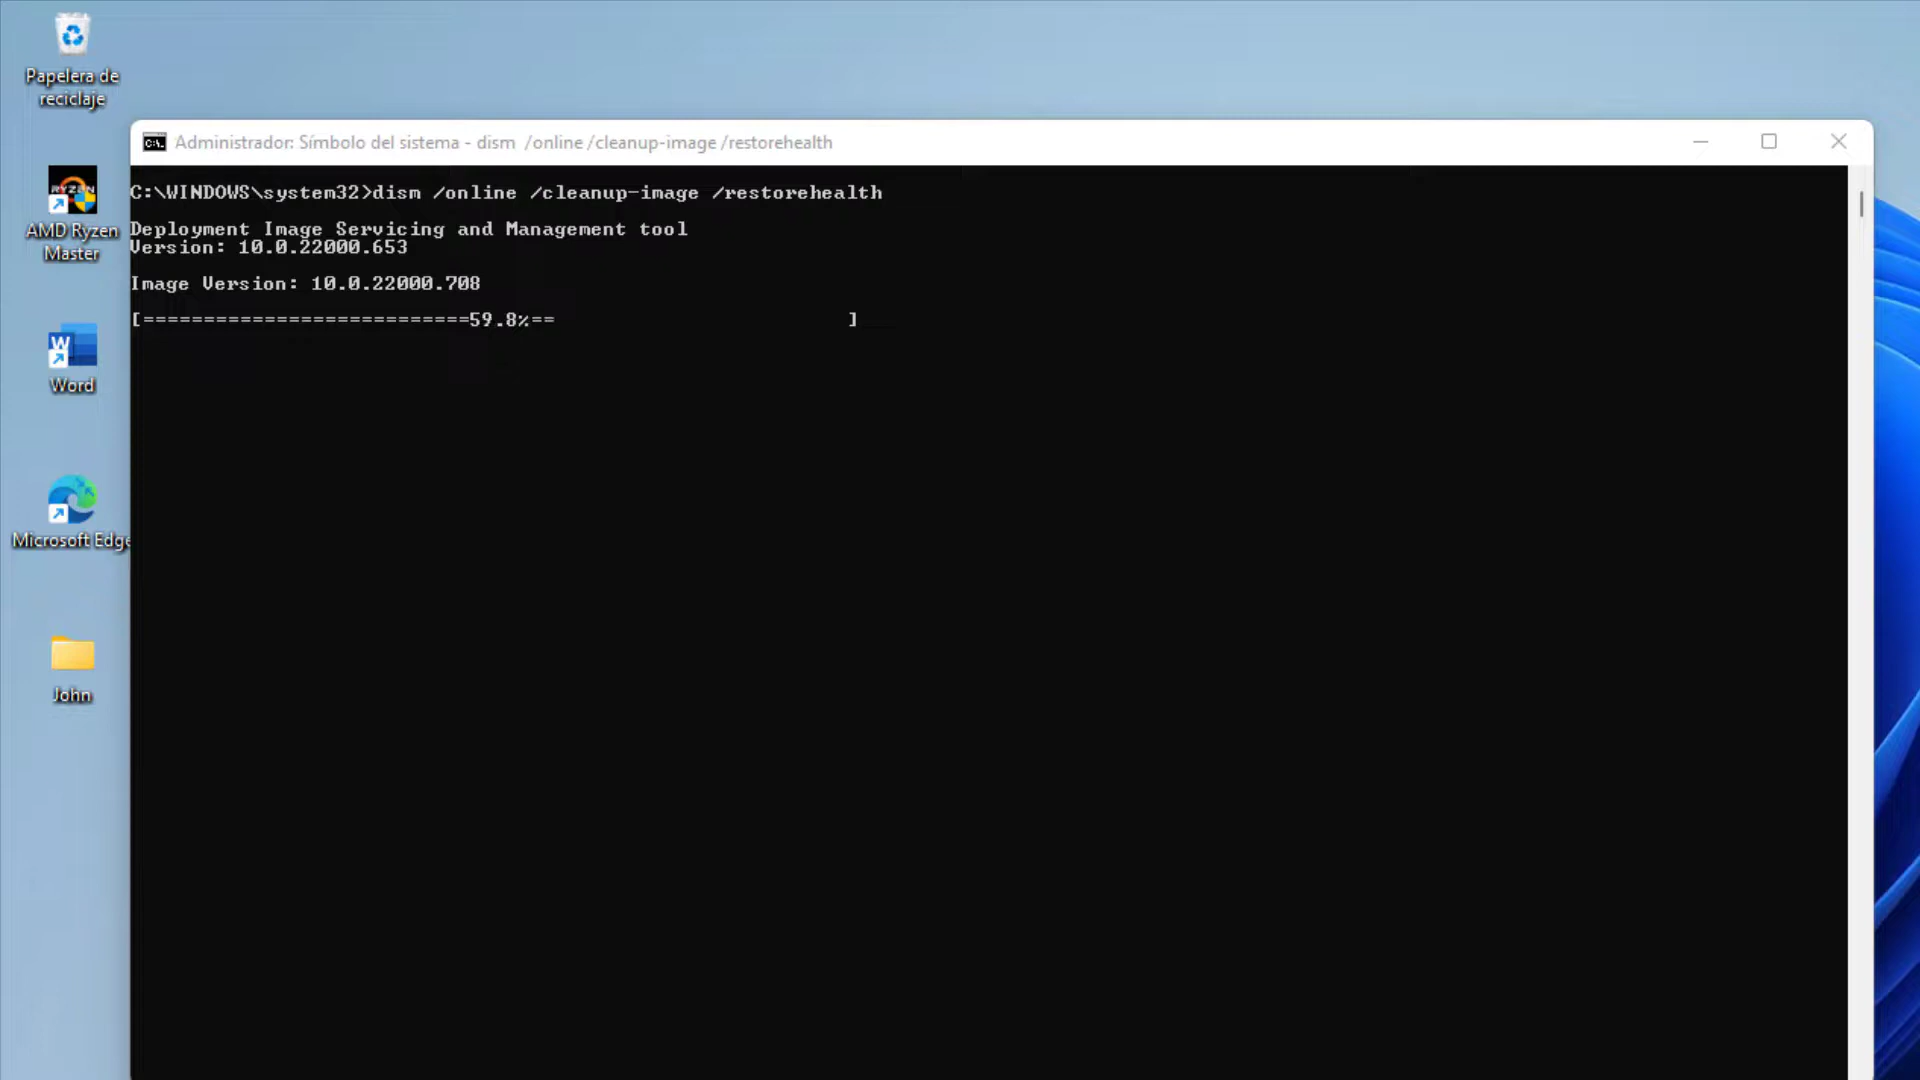 Papelera de
reciclaje
Administrador: Símbolo del sistema - dism /online /cleanup-image /restorehealth
C:\WINDOWS\system32>dism /online /cleanup-image /restorehealth
Deployment Image Servicing and Management tool
Version: 10.0.22000.653
Image Version: 10.0.22000.708
[===========================59.8%==                        ]
RYZEN
AMD Ryzen
Master
W
Word
Microsoft Edge
John